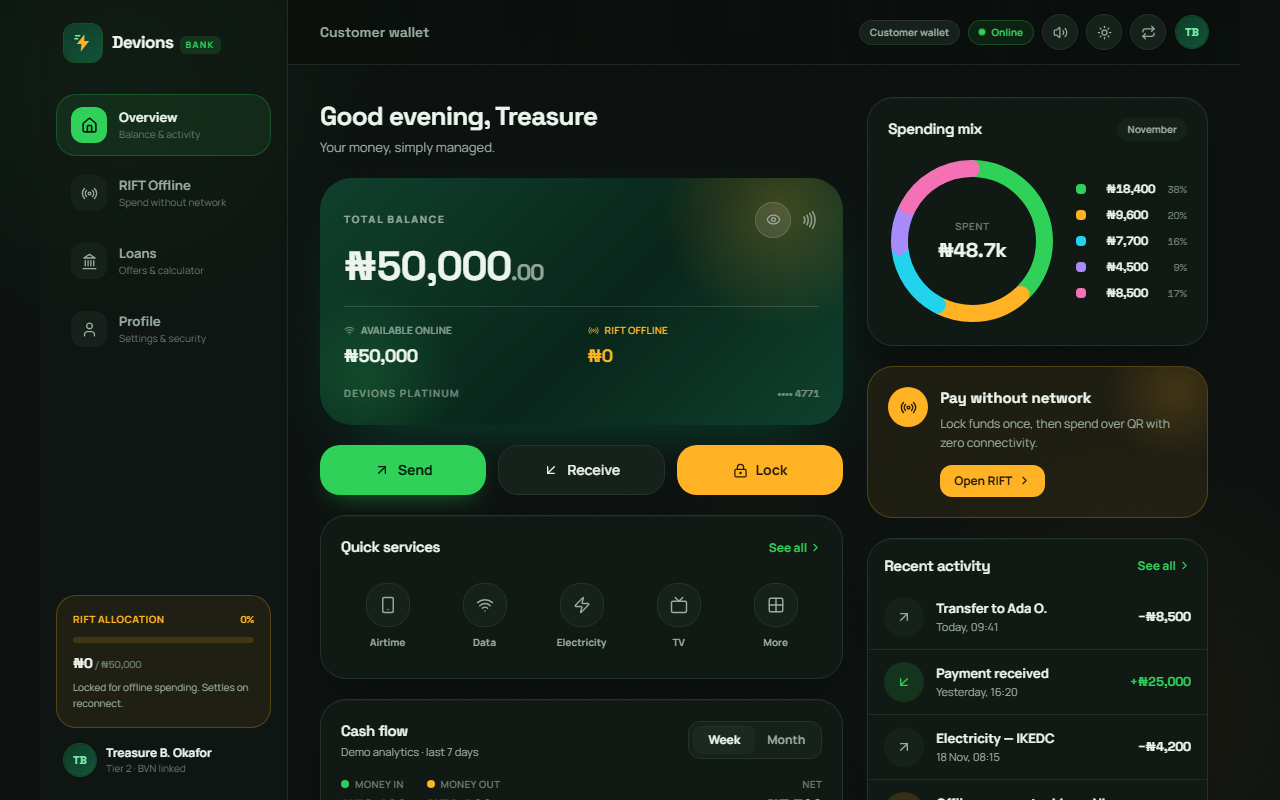 Devions BANK
Overview
Balance & activity
RIFT Offline
Spend without network
Loans
Offers & calculator
Profile
Settings & security
RIFT ALLOCATION 0%
₦0 / ₦50,000
Locked for offline spending. Settles on
reconnect.
TB
Treasure B. Okafor
Tier 2 · BVN linked
Customer wallet
Customer wallet
Online
TB
Good evening, Treasure
Your money, simply managed.
TOTAL BALANCE
₦50,000.00
AVAILABLE ONLINE
₦50,000
RIFT OFFLINE
₦0
DEVIONS PLATINUM
•••• 4771
Send
Receive
Lock
Quick services
See all
Airtime
Data
Electricity
TV
More
Cash flow
Demo analytics · last 7 days
Week
Month
MONEY IN
MONEY OUT
NET
Spending mix
November
SPENT
₦48.7k
₦18,400 38%
₦9,600 20%
₦7,700 16%
₦4,500 9%
₦8,500 17%
Pay without network
Lock funds once, then spend over QR with
zero connectivity.
Open RIFT
Recent activity
See all
Transfer to Ada O.
Today, 09:41
−₦8,500
Payment received
Yesterday, 16:20
+₦25,000
Electricity — IKEDC
18 Nov, 08:15
−₦4,200